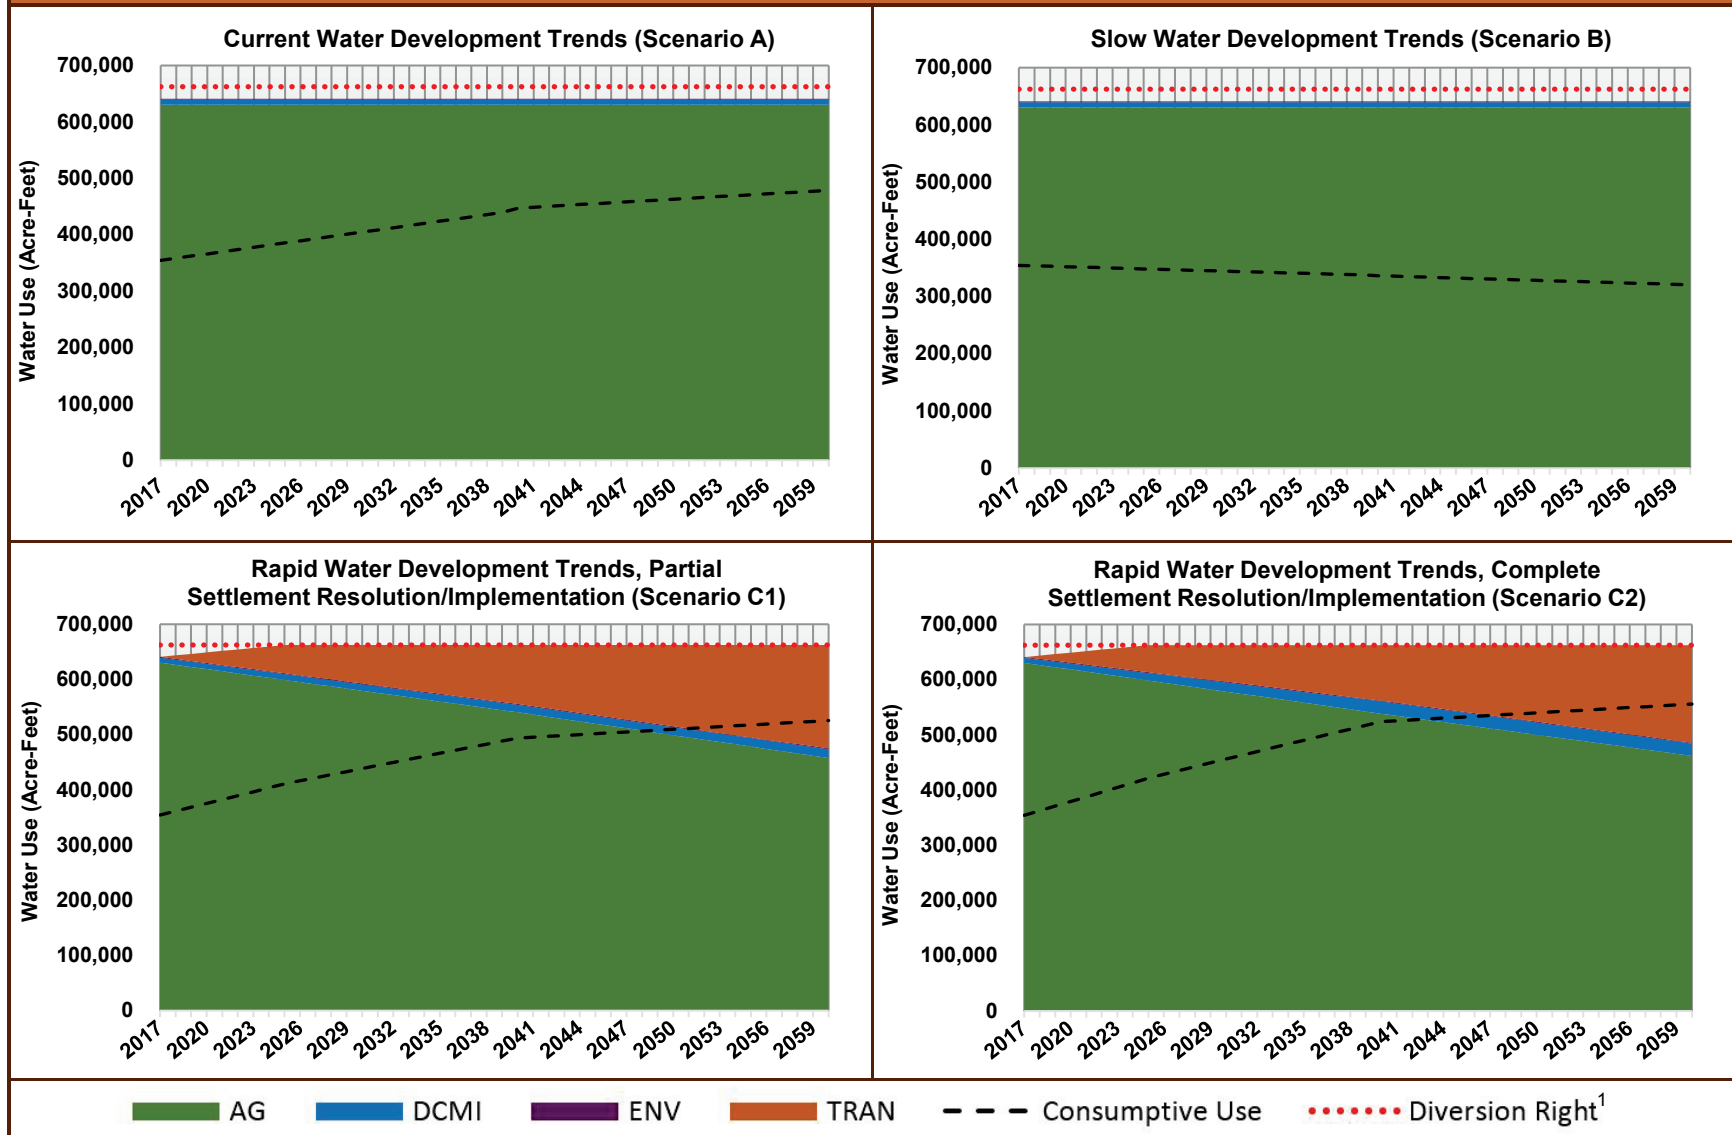 Current Water Development Trends (Scenario A)
Water Use (Acre-Feet)
700,000
600,000
500,000
400,000
300,000
200,000
100,000
0
2017 2020 2023 2026 2029 2032 2035 2038 2041 2044 2047 2050 2053 2056 2059
Slow Water Development Trends (Scenario B)
Water Use (Acre-Feet)
700,000
600,000
500,000
400,000
300,000
200,000
100,000
0
2017 2020 2023 2026 2029 2032 2035 2038 2041 2044 2047 2050 2053 2056 2059
Rapid Water Development Trends, Partial
Settlement Resolution/Implementation (Scenario C1)
Water Use (Acre-Feet)
700,000
600,000
500,000
400,000
300,000
200,000
100,000
0
2017 2020 2023 2026 2029 2032 2035 2038 2041 2044 2047 2050 2053 2056 2059
Rapid Water Development Trends, Complete
Settlement Resolution/Implementation (Scenario C2)
Water Use (Acre-Feet)
700,000
600,000
500,000
400,000
300,000
200,000
100,000
0
2017 2020 2023 2026 2029 2032 2035 2038 2041 2044 2047 2050 2053 2056 2059
AG DCMI ENV TRAN Consumptive Use Diversion Right¹